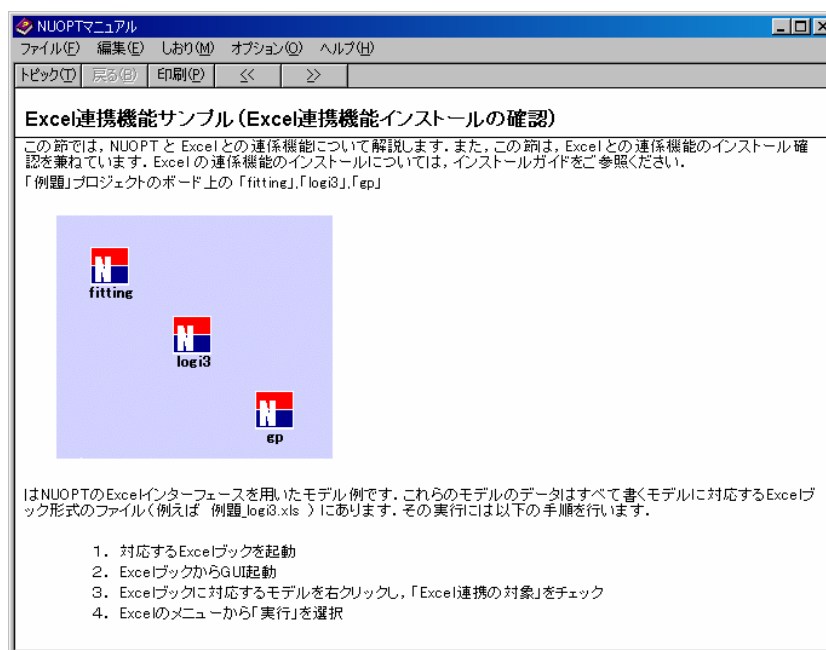 NUOPTマニュアル
ファイル(F) 編集(E) しおり(M) オプション(O) ヘルプ(H)
トピック(T) 戻る(B) 印刷(P) << >>
Excel連携機能サンプル(Excel連携機能インストールの確認)
この節では，NUOPT と Excel との連係機能について解説します．また，この節は，Excel との連係機能のインストール確
認を兼ねています．Excel の連係機能のインストールについては，インストールガイドをご参照ください．
「例題」プロジェクトのボード上の 「fitting」,「logi3」,「gp」
N
fitting
N
logi3
N
gp
はNUOPTのExcelインターフェースを用いたモデル例です．これらのモデルのデータはすべて書くモデルに対応するExcelブ
ック形式のファイル(例えば 例題_logi3.xls ）にあります．その実行には以下の手順を行います．
1． 対応するExcelブックを起動
2． ExcelブックからGUI起動
3． Excelブックに対応するモデルを右クリックし，「Excel連携の対象」をチェック
4． Excelのメニューから「実行」を選択